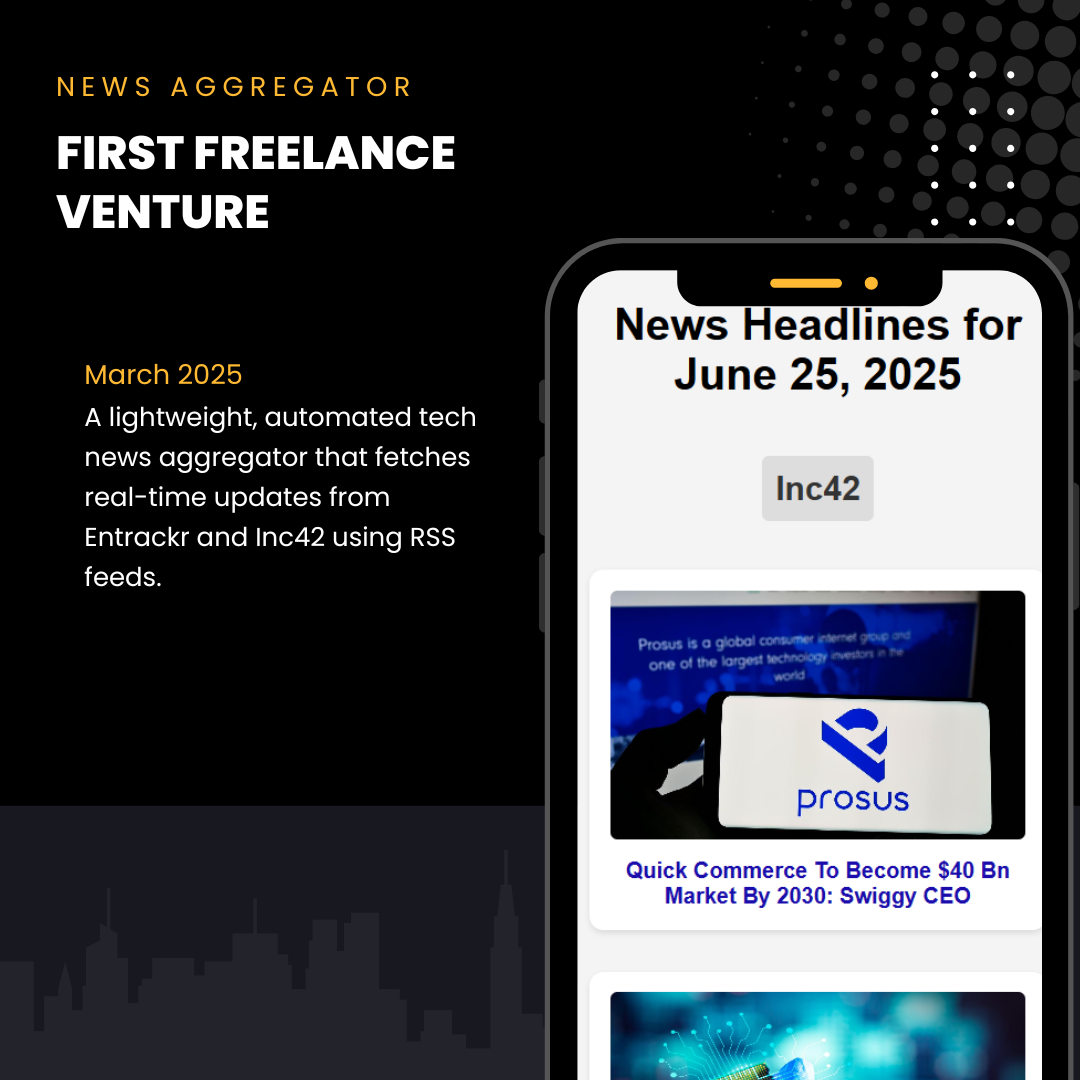 NEWS AGGREGATOR
FIRST FREELANCE
VENTURE
March 2025
A lightweight, automated tech
news aggregator that fetches
real-time updates from
Entrackr and Inc42 using RSS
feeds.
News Headlines for
June 25, 2025
Inc42
Prosus is a global consumer internet group and
one of the largest technology investors in the
world
prosus
Quick Commerce To Become $40 Bn
Market By 2030: Swiggy CEO